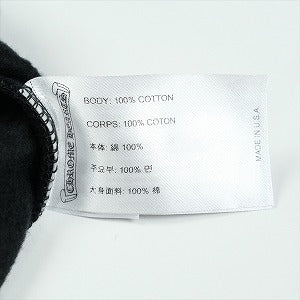 CHROME HEARTS
BODY: 100% COTTON
CORPS: 100% COTON
本体: 綿 100%
주요부: 100% 면
大身面料: 100% 棉
MADE IN U.S.A